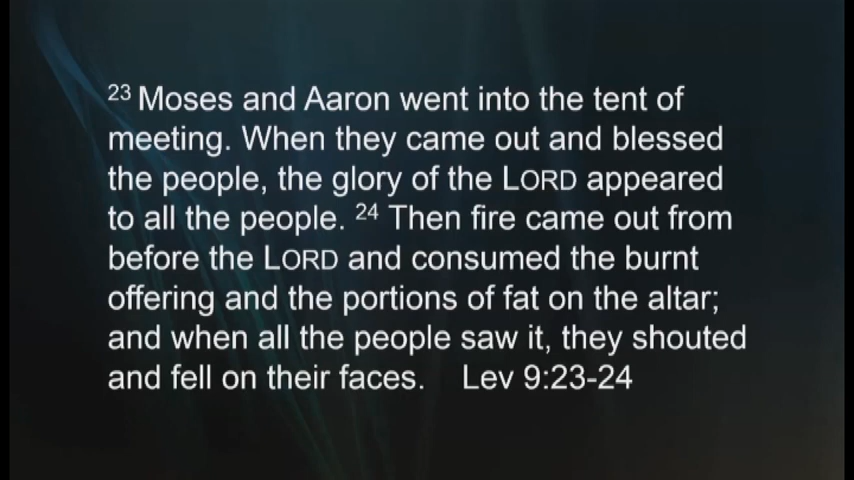 23 Moses and Aaron went into the tent of
meeting. When they came out and blessed
the people, the glory of the LORD appeared
to all the people. 24 Then fire came out from
before the LORD and consumed the burnt
offering and the portions of fat on the altar;
and when all the people saw it, they shouted
and fell on their faces. Lev 9:23-24